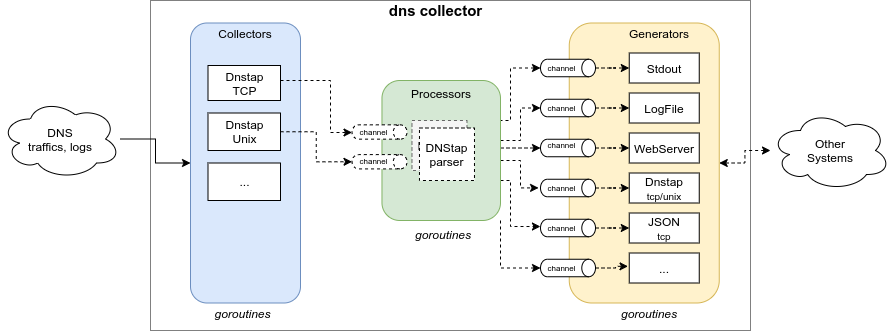 dns collector
Collectors
Dnstap
TCP
Dnstap
Unix
...
goroutines
DNS
traffics, logs
Processors
channel
channel
DNStap
parser
goroutines
Generators
channel
Stdout
channel
LogFile
channel
WebServer
channel
Dnstap
tcp/unix
channel
JSON
tcp
channel
...
goroutines
Other
Systems